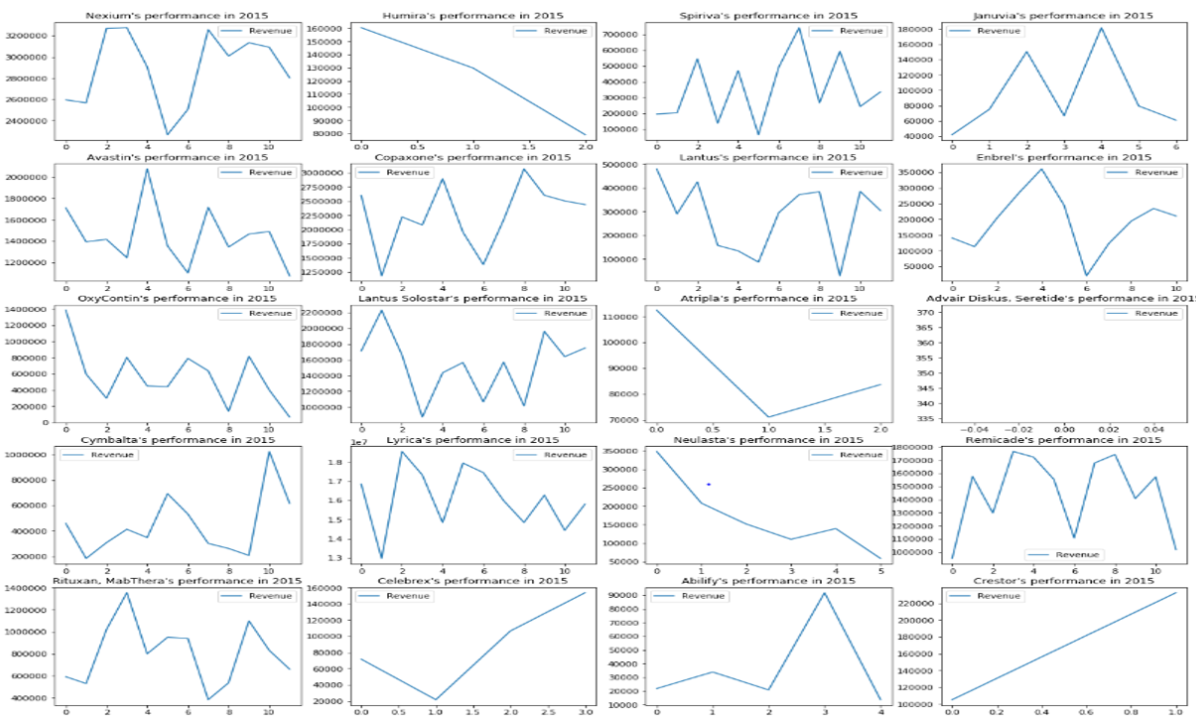 Nexium's performance in 2015
Revenue
3200000
3000000
2800000
2600000
2400000
0 2 4 6 8 10
Humira's performance in 2015
Revenue
160000
150000
140000
130000
120000
110000
100000
90000
80000
0.0 0.5 1.0 1.5 2.0
Spiriva's performance in 2015
Revenue
700000
600000
500000
400000
300000
200000
100000
0 2 4 6 8 10
Januvia's performance in 2015
Revenue
180000
160000
140000
120000
100000
80000
60000
40000
0 1 2 3 4 5 6
Avastin's performance in 2015
Revenue
2000000
1800000
1600000
1400000
1200000
0 2 4 6 8 10
Copaxone's performance in 2015
Revenue
3000000
2750000
2500000
2250000
2000000
1750000
1500000
1250000
0 2 4 6 8 10
Lantus's performance in 2015
Revenue
500000
400000
300000
200000
100000
0 2 4 6 8 10
Enbrel's performance in 2015
Revenue
350000
300000
250000
200000
150000
100000
50000
0 2 4 6 8 10
OxyContin's performance in 2015
Revenue
1400000
1200000
1000000
800000
600000
400000
200000
0
0 2 4 6 8 10
Lantus Solostar's performance in 2015
Revenue
2200000
2000000
1800000
1600000
1400000
1200000
1000000
0 2 4 6 8 10
Atripla's performance in 2015
Revenue
110000
100000
90000
80000
70000
0.0 0.5 1.0 1.5 2.0
Advair Diskus, Seretide's performance in 2015
Revenue
370
365
360
355
350
345
340
335
−0.04 −0.02 0.00 0.02 0.04
Cymbalta's performance in 2015
Revenue
1000000
800000
600000
400000
200000
0 2 4 6 8 10
Lyrica's performance in 2015
1e7
Revenue
1.8
1.7
1.6
1.5
1.4
1.3
0 2 4 6 8 10
Neulasta's performance in 2015
Revenue
350000
300000
250000
200000
150000
100000
50000
0 1 2 3 4 5
Remicade's performance in 2015
Revenue
1800000
1700000
1600000
1500000
1400000
1300000
1200000
1100000
1000000
0 2 4 6 8 10
Rituxan, MabThera's performance in 2015
Revenue
1400000
1200000
1000000
800000
600000
400000
0 2 4 6 8 10
Celebrex's performance in 2015
Revenue
160000
140000
120000
100000
80000
60000
40000
20000
0.0 0.5 1.0 1.5 2.0 2.5 3.0
Abilify's performance in 2015
Revenue
90000
80000
70000
60000
50000
40000
30000
20000
10000
0 1 2 3 4
Crestor's performance in 2015
Revenue
220000
200000
180000
160000
140000
120000
100000
0.0 0.2 0.4 0.6 0.8 1.0